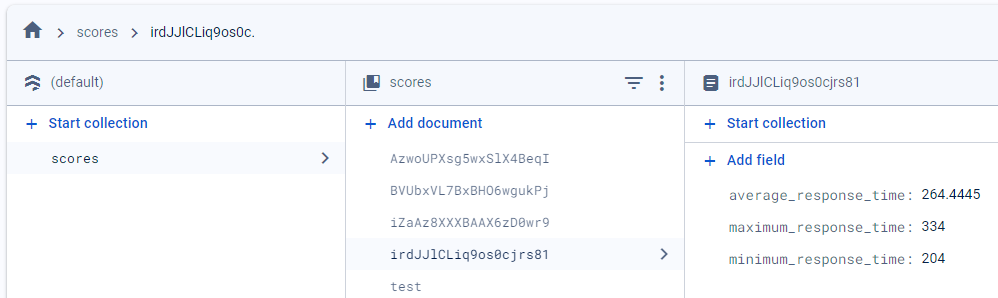 scores irdJJlCLiq9os0c.
(default)
+ Start collection
scores
scores
+ Add document
AzwoUPXsg5wxSlX4BeqI
BVUbxVL7BxBHO6wgukPj
iZaAz8XXXBAAX6zD0wr9
irdJJlCLiq9os0cjrs81
test
irdJJlCLiq9os0cjrs81
+ Start collection
+ Add field
average_response_time: 264.4445
maximum_response_time: 334
minimum_response_time: 204